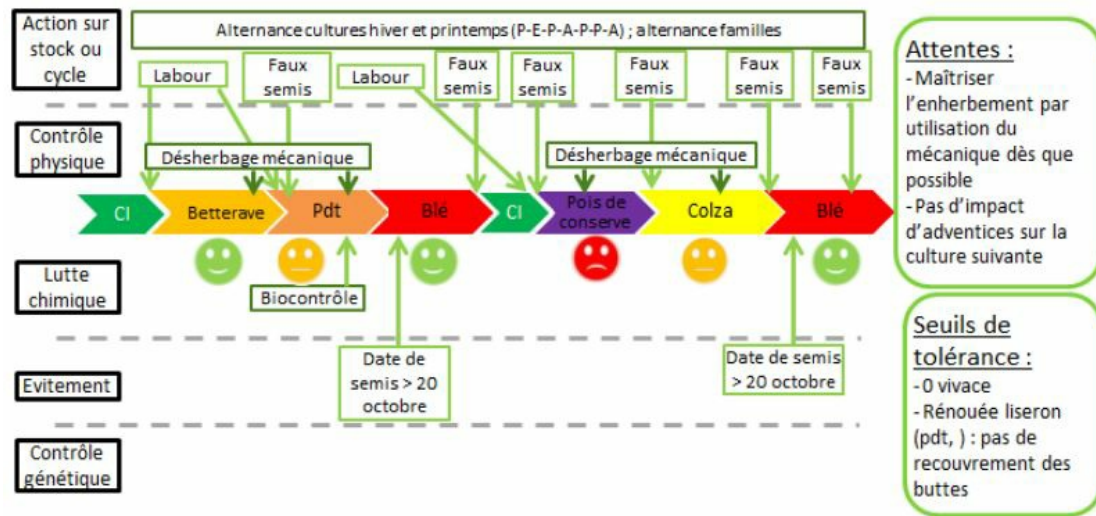 Action sur
stock ou
cycle
Alternance cultures hiver et printemps (P-E-P-A-P-P-A) ; alternance familles
Labour
Faux
semis
Labour
Faux
semis
Faux
semis
Faux
semis
Faux
semis
Faux
semis
Contrôle
physique
Désherbage mécanique
Désherbage mécanique
CI
Betterave
Pdt
Blé
CI
Pois de
conserve
Colza
Blé
Lutte
chimique
Biocontrôle
Evitement
Date de
semis > 20
octobre
Date de semis
> 20 octobre
Contrôle
génétique
Attentes :
- Maîtriser
l'enherbement par
utilisation du
mécanique dès que
possible
- Pas d'impact
d'adventices sur la
culture suivante
Seuils de
tolérance :
- 0 vivace
- Rénouée liseron
(pdt, ) : pas de
recouvrement des
buttes